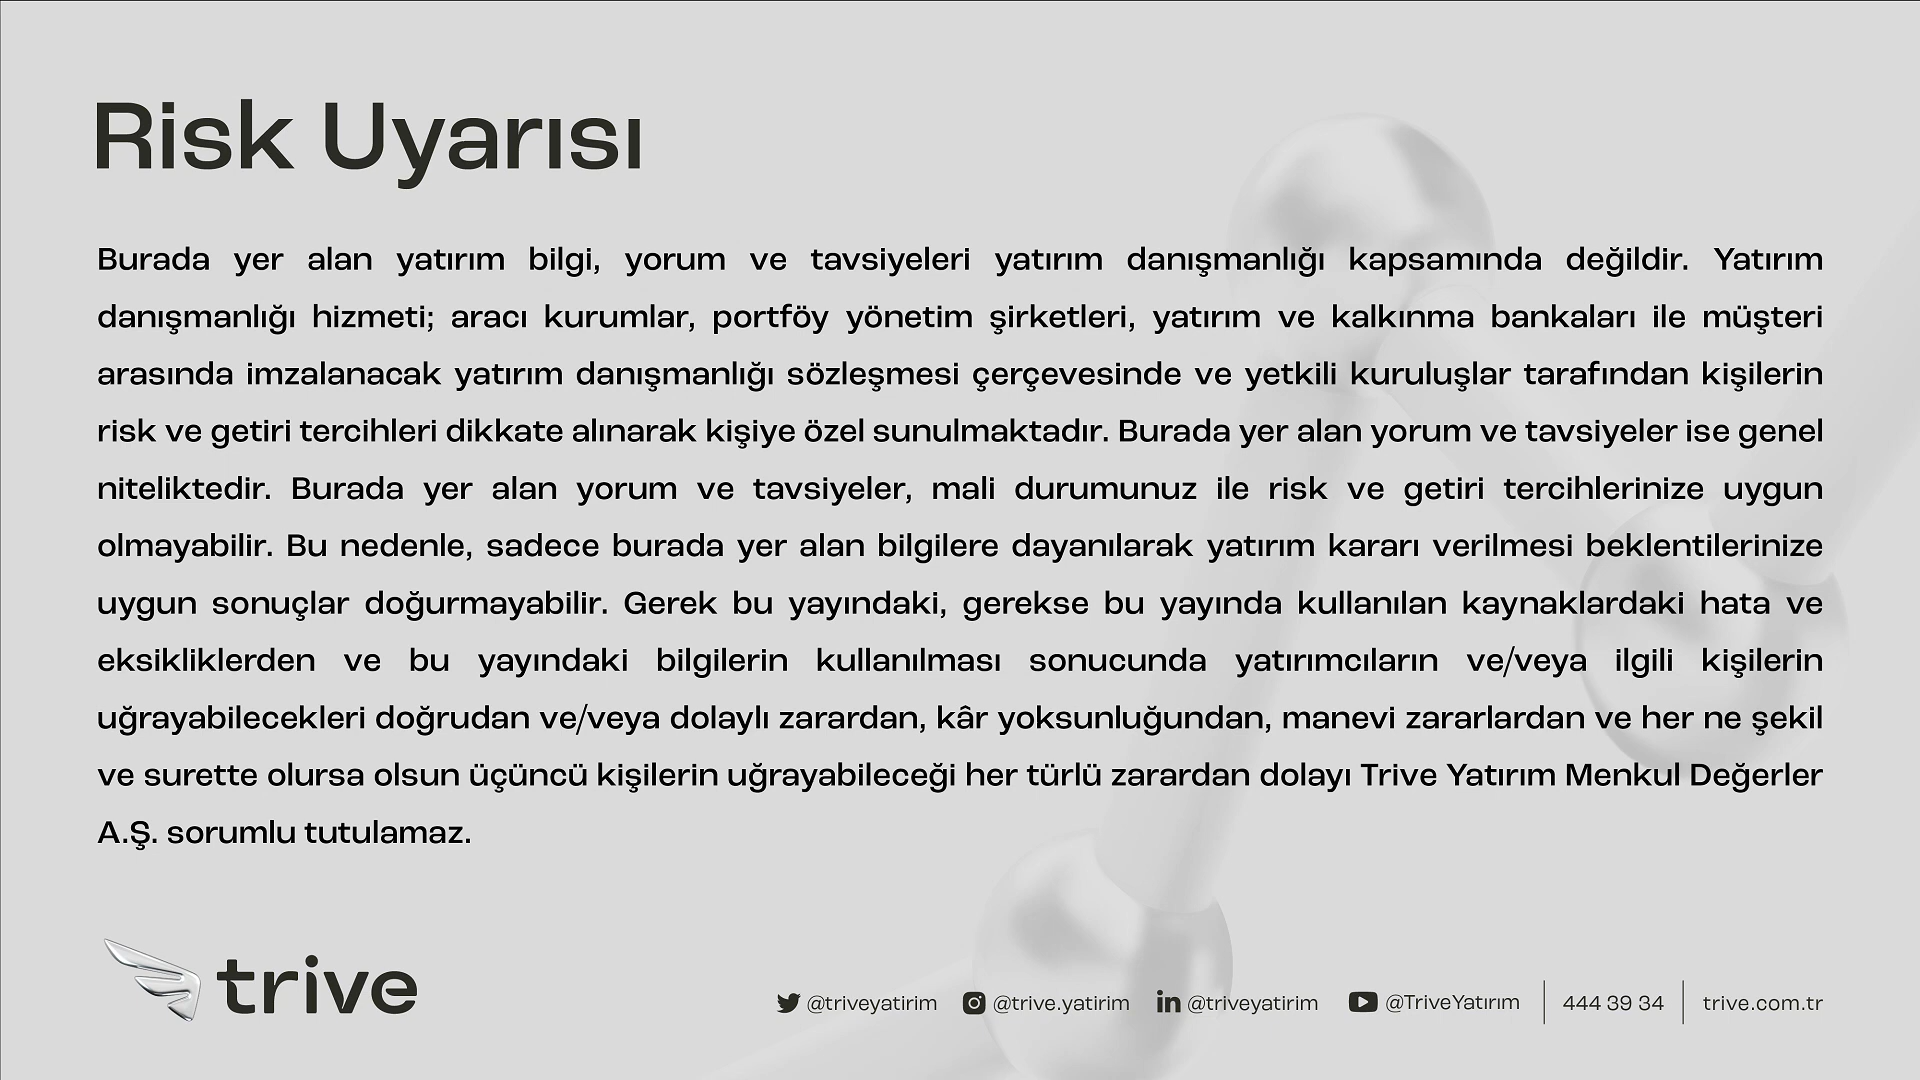 Risk Uyarısı
Burada yer alan yatırım bilgi, yorum ve tavsiyeleri yatırım danışmanlığı kapsamında değildir. Yatırım
danışmanlığı hizmeti; aracı kurumlar, portföy yönetim şirketleri, yatırım ve kalkınma bankaları ile müşteri
arasında imzalanacak yatırım danışmanlığı sözleşmesi çerçevesinde ve yetkili kuruluşlar tarafından kişilerin
risk ve getiri tercihleri dikkate alınarak kişiye özel sunulmaktadır. Burada yer alan yorum ve tavsiyeler ise genel
niteliktedir. Burada yer alan yorum ve tavsiyeler, mali durumunuz ile risk ve getiri tercihlerinize uygun
olmayabilir. Bu nedenle, sadece burada yer alan bilgilere dayanılarak yatırım kararı verilmesi beklentilerinize
uygun sonuçlar doğurmayabilir. Gerek bu yayındaki, gerekse bu yayında kullanılan kaynaklardaki hata ve
eksikliklerden ve bu yayındaki bilgilerin kullanılması sonucunda yatırımcıların ve/veya ilgili kişilerin
uğrayabilecekleri doğrudan ve/veya dolaylı zarardan, kâr yoksunluğundan, manevi zararlardan ve her ne şekil
ve surette olursa olsun üçüncü kişilerin uğrayabileceği her türlü zarardan dolayı Trive Yatırım Menkul Değerler
A.Ş. sorumlu tutulamaz.
trive
@triveyatirim @trive.yatirim @triveyatirim @TriveYatırım 444 39 34 trive.com.tr